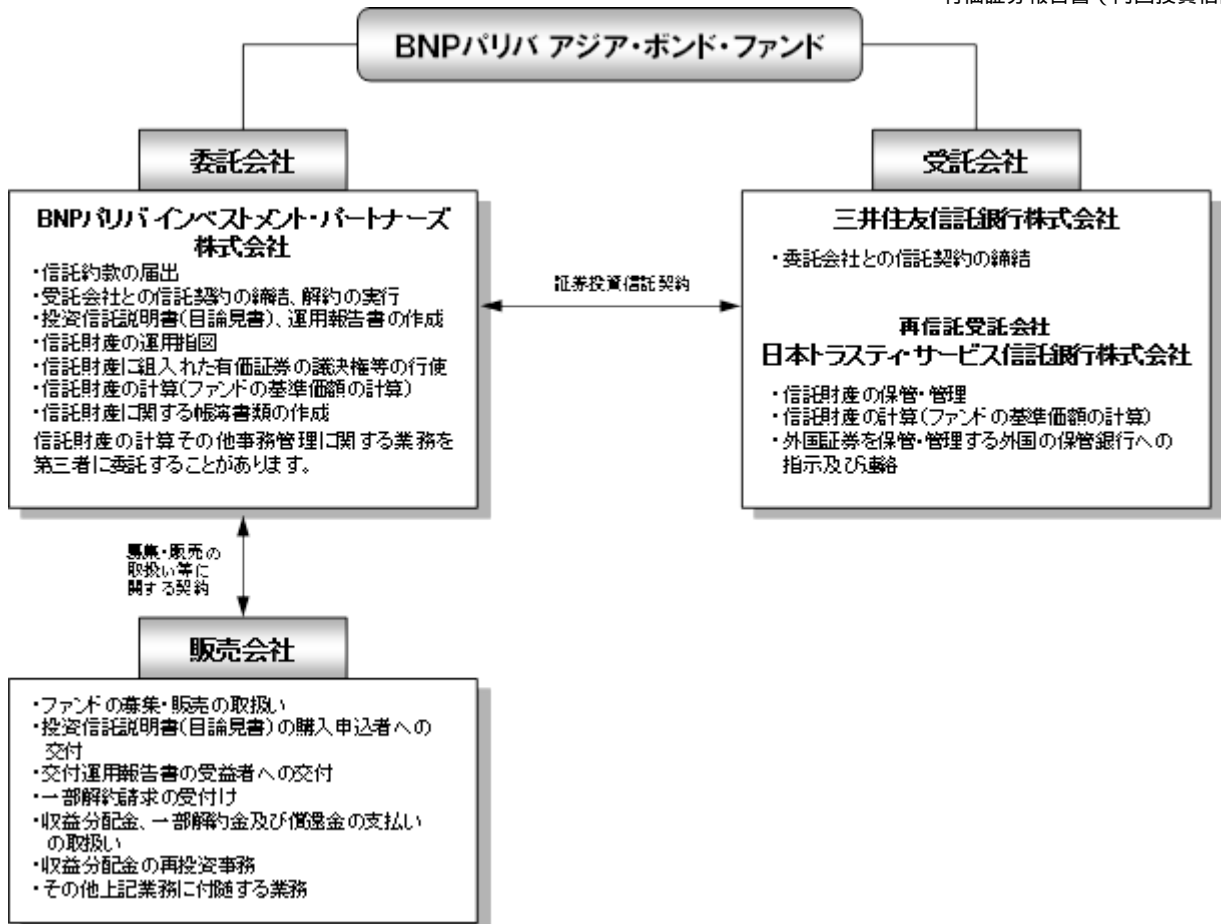 BNPパリバ アジア・ボンド・ファンド
委託会社
BNPパリバ インベストメント・パートナーズ
株式会社
・信託約款の届出
・受託会社との信託契約の締結、解約の実行
・投資信託説明書(目論見書)、運用報告書の作成
・信託財産の運用指図
・信託財産に組入れた有価証券の議決権等の行使
・信託財産の計算(ファンドの基準価額の計算)
・信託財産に関する帳簿書類の作成
信託財産の計算その他事務管理に関する業務を
第三者に委託することがあります。
証券投資信託契約
受託会社
三井住友信託銀行株式会社
・委託会社との信託契約の締結
再信託受託会社
日本トラスティ・サービス信託銀行株式会社
・信託財産の保管・管理
・信託財産の計算(ファンドの基準価額の計算)
・外国証券を保管・管理する外国の保管銀行への
指示及び連絡
募集・販売の
取扱い等に
関する契約
販売会社
・ファンドの募集・販売の取扱い
・投資信託説明書(目論見書)の購入申込者への
交付
・交付運用報告書の受益者への交付
・一部解約請求の受付け
・収益分配金、一部解約金及び償還金の支払い
の取扱い
・収益分配金の再投資事務
・その他上記業務に付随する業務